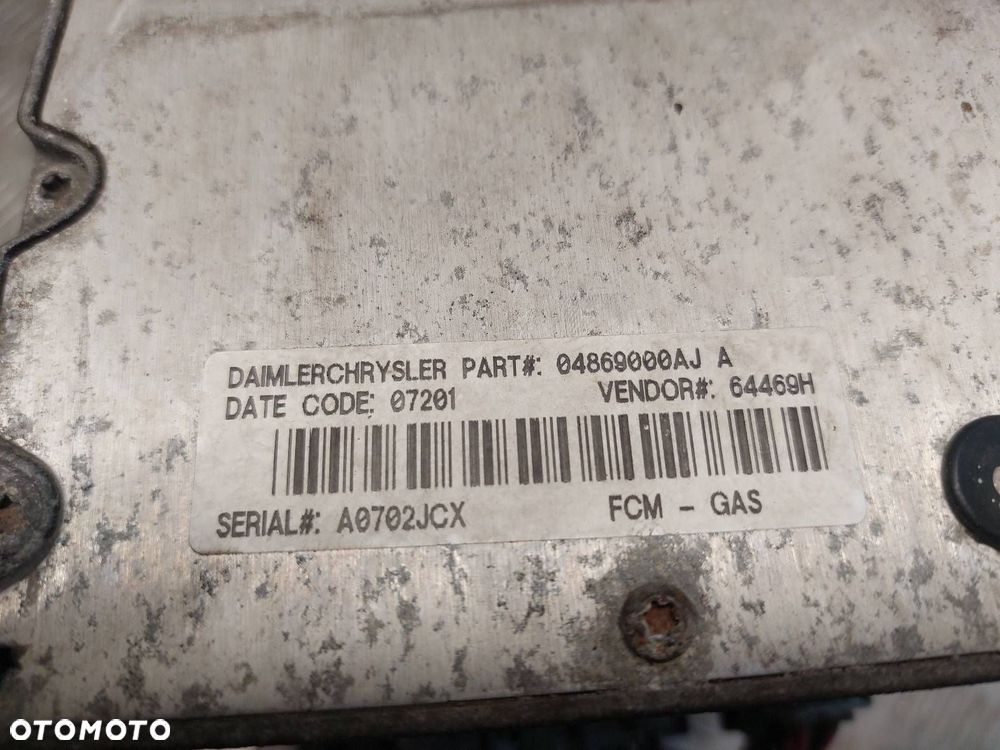 DAIMLERCHRYSLER PART#: 04869000AJ A
DATE CODE: 07201 VENDOR#: 64469H
SERIAL#: A0702JCX FCM - GAS
OTOMOTO